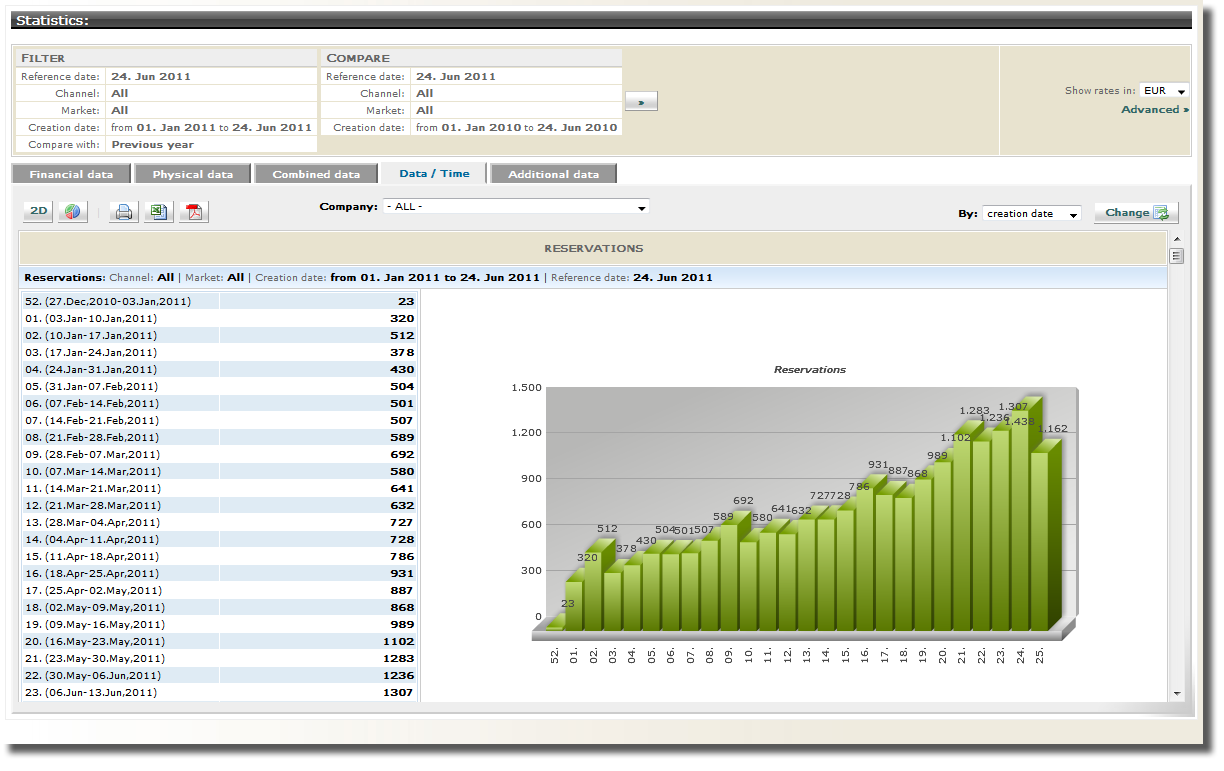 Statistics:
FILTER
Reference date: 24. Jun 2011
Channel: All
Market: All
Creation date: from 01. Jan 2011 to 24. Jun 2011
Compare with: Previous year
COMPARE
Reference date: 24. Jun 2011
Channel: All
Market: All
Creation date: from 01. Jan 2010 to 24. Jun 2010
»
Show rates in: EUR
Advanced »
Financial data
Physical data
Combined data
Data / Time
Additional data
2D
Company: - ALL -
By: creation date
Change
RESERVATIONS
Reservations: Channel: All | Market: All | Creation date: from 01. Jan 2011 to 24. Jun 2011 | Reference date: 24. Jun 2011
52. (27.Dec,2010-03.Jan,2011) 23
01. (03.Jan-10.Jan,2011) 320
02. (10.Jan-17.Jan,2011) 512
03. (17.Jan-24.Jan,2011) 378
04. (24.Jan-31.Jan,2011) 430
05. (31.Jan-07.Feb,2011) 504
06. (07.Feb-14.Feb,2011) 501
07. (14.Feb-21.Feb,2011) 507
08. (21.Feb-28.Feb,2011) 589
09. (28.Feb-07.Mar,2011) 692
10. (07.Mar-14.Mar,2011) 580
11. (14.Mar-21.Mar,2011) 641
12. (21.Mar-28.Mar,2011) 632
13. (28.Mar-04.Apr,2011) 727
14. (04.Apr-11.Apr,2011) 728
15. (11.Apr-18.Apr,2011) 786
16. (18.Apr-25.Apr,2011) 931
17. (25.Apr-02.May,2011) 887
18. (02.May-09.May,2011) 868
19. (09.May-16.May,2011) 989
20. (16.May-23.May,2011) 1102
21. (23.May-30.May,2011) 1283
22. (30.May-06.Jun,2011) 1236
23. (06.Jun-13.Jun,2011) 1307
Reservations
1.500
1.200
900
600
300
0
23 320 512 378 430 504 501 507 589 692 580 641 632 727 728 786 931 887 868 989 1.102 1.283 1.236 1.307 1.438 1.162
52. 01. 02. 03. 04. 05. 06. 07. 08. 09. 10. 11. 12. 13. 14. 15. 16. 17. 18. 19. 20. 21. 22. 23. 24. 25.